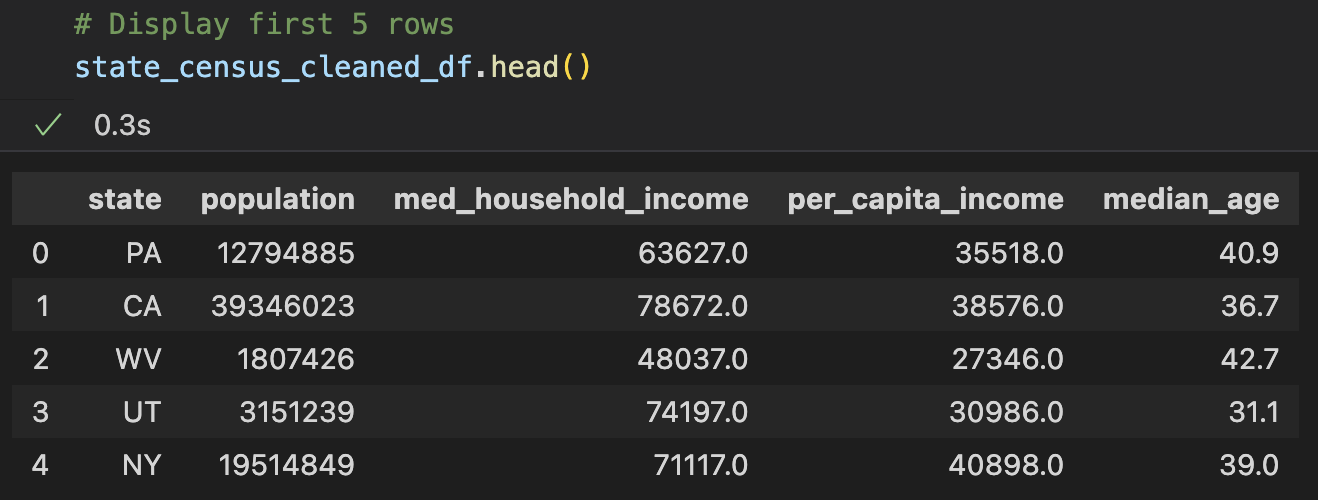 # Display first 5 rows
state_census_cleaned_df.head()
0.3s
state population med_household_income per_capita_income median_age
0 PA 12794885 63627.0 35518.0 40.9
1 CA 39346023 78672.0 38576.0 36.7
2 WV 1807426 48037.0 27346.0 42.7
3 UT 3151239 74197.0 30986.0 31.1
4 NY 19514849 71117.0 40898.0 39.0